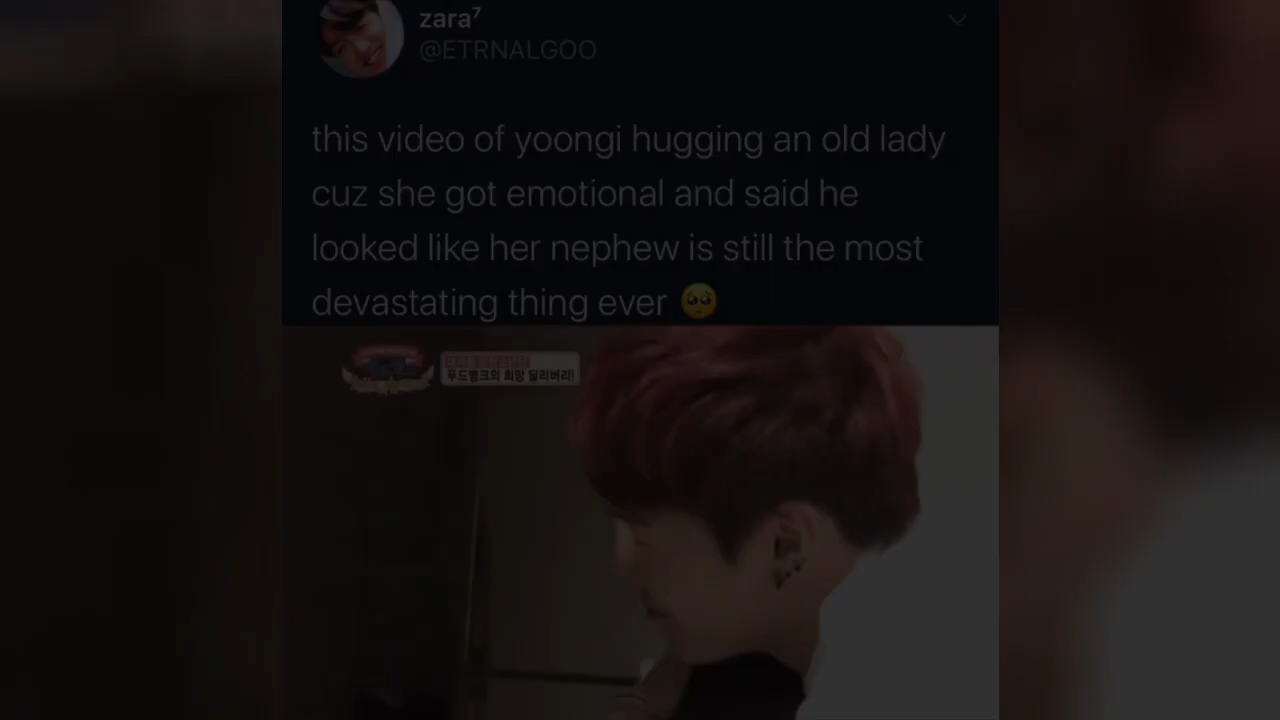 zara⁷
@ETRNALGOO
this video of yoongi hugging an old lady
cuz she got emotional and said he
looked like her nephew is still the most
devastating thing ever 🥺
푸드뱅크의 희망 딜리버리!